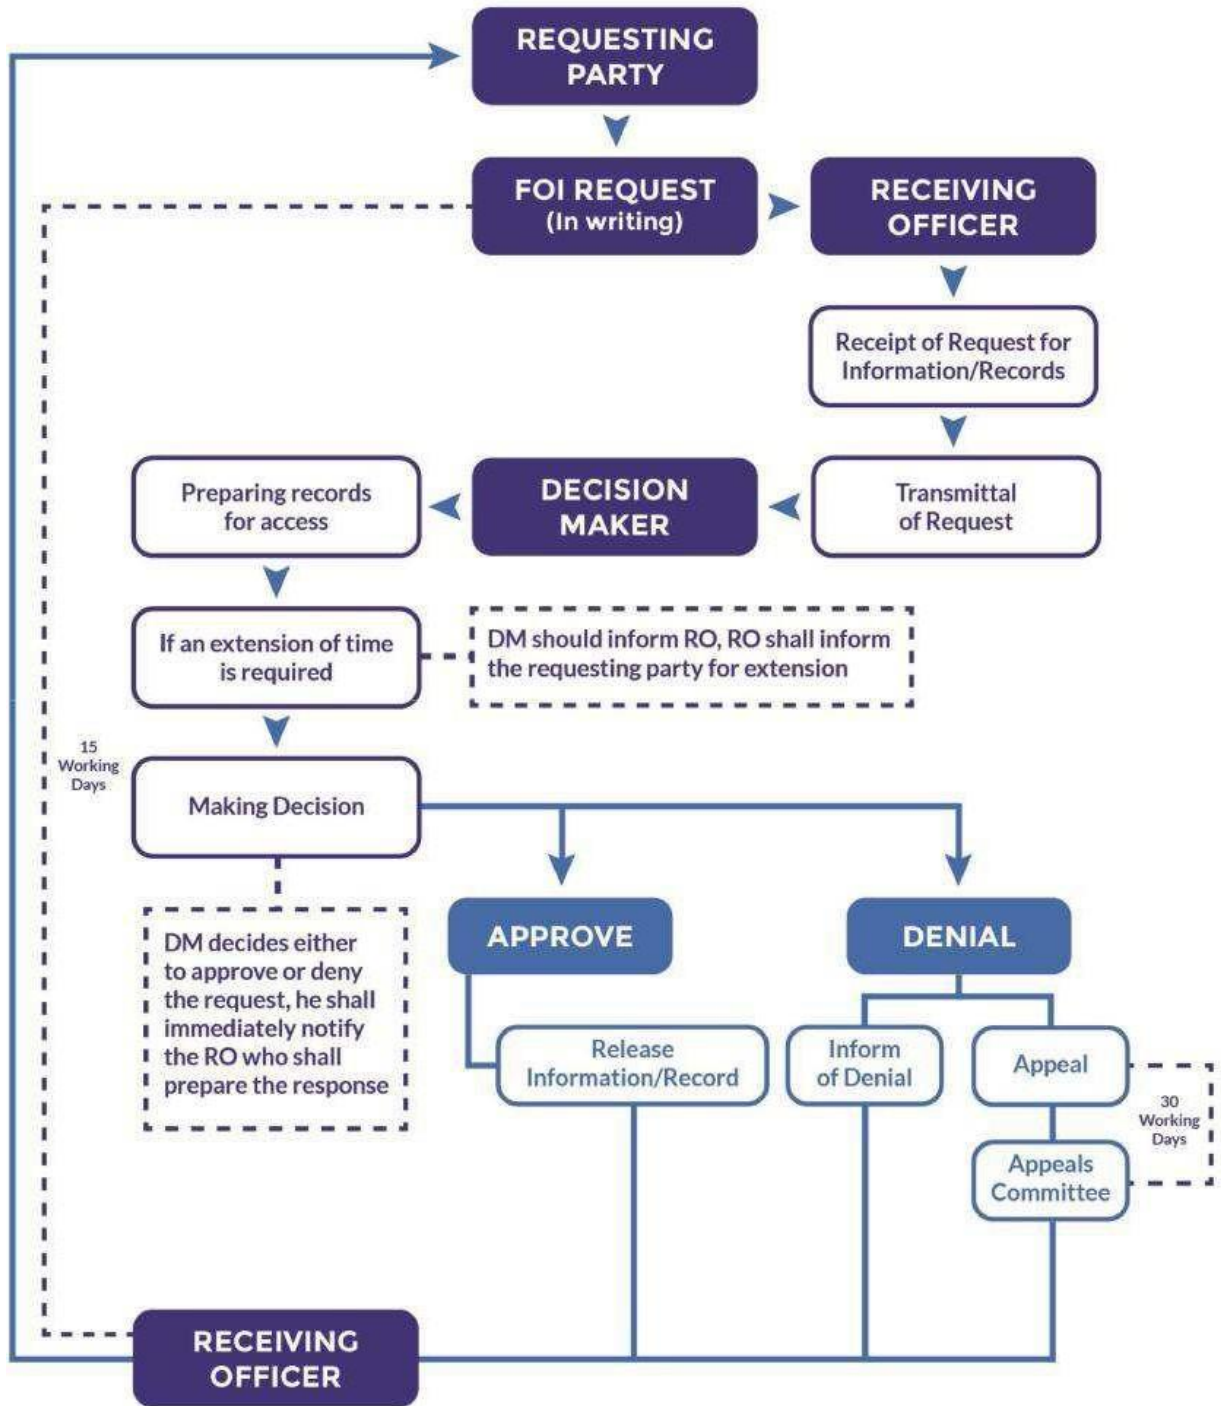 REQUESTING
PARTY
FOI REQUEST
(In writing)
RECEIVING
OFFICER
Receipt of Request for
Information/Records
Transmittal
of Request
DECISION
MAKER
Preparing records
for access
If an extension of time
is required
DM should inform RO, RO shall inform
the requesting party for extension
15
Working
Days
Making Decision
DM decides either
to approve or deny
the request, he shall
immediately notify
the RO who shall
prepare the response
APPROVE
DENIAL
Release
Information/Record
Inform
of Denial
Appeal
30
Working
Days
Appeals
Committee
RECEIVING
OFFICER